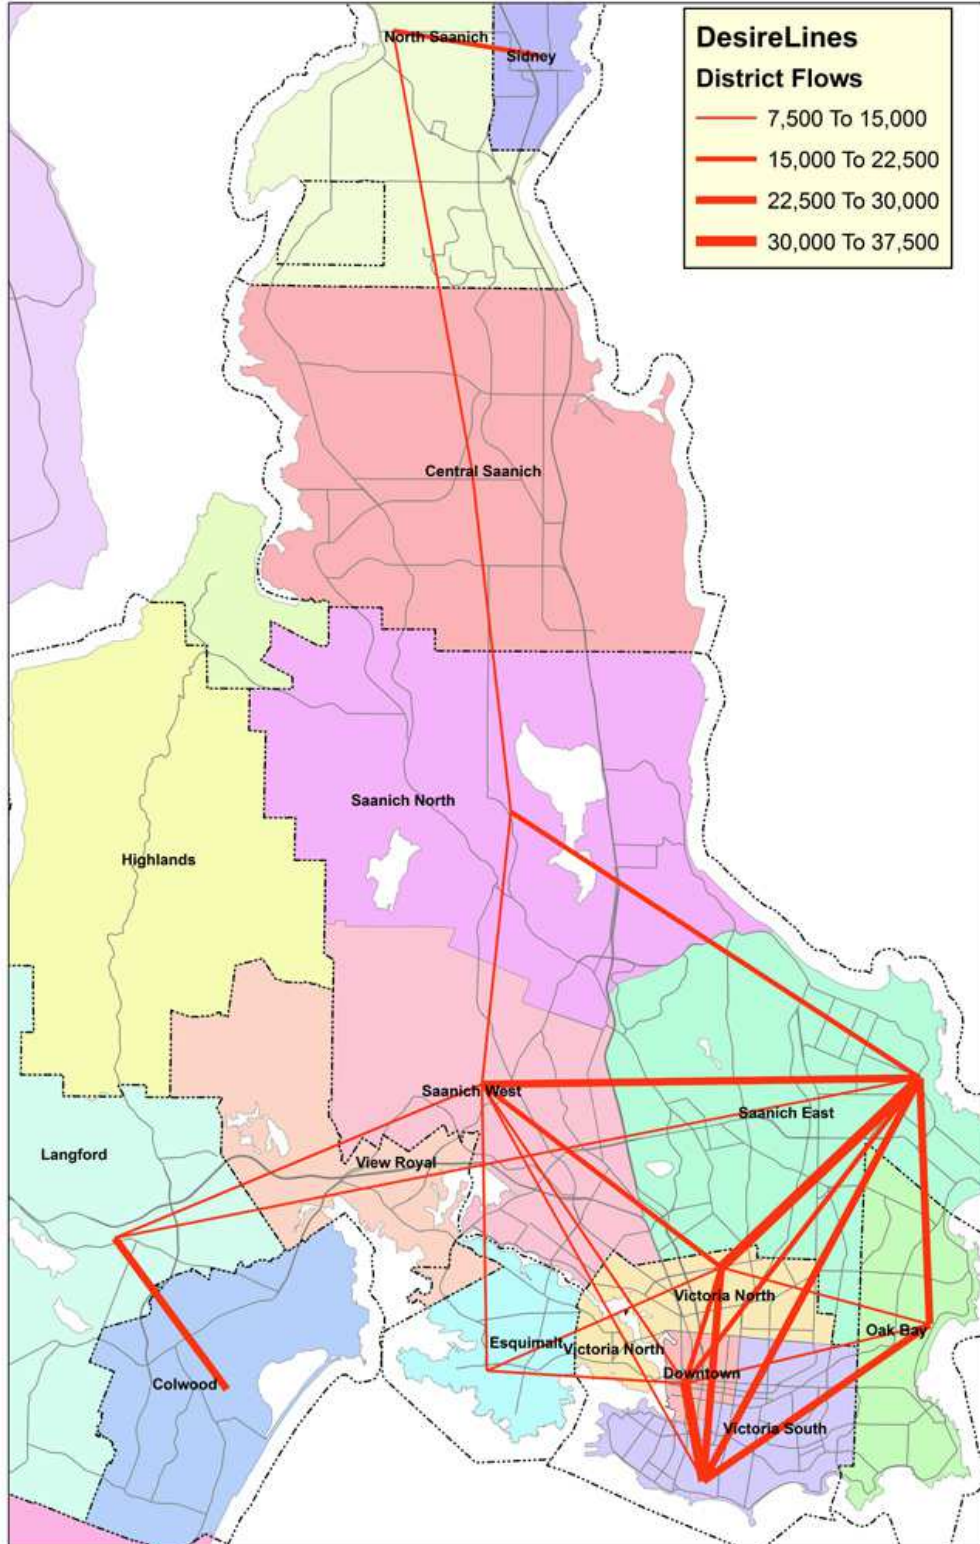 DesireLines
District Flows
7,500 To 15,000
15,000 To 22,500
22,500 To 30,000
30,000 To 37,500
North Saanich
Sidney
Central Saanich
Saanich North
Highlands
Saanich West
Saanich East
Langford
View Royal
Victoria North
Oak Bay
Esquimalt
Victoria North
Downtown
Colwood
Victoria South